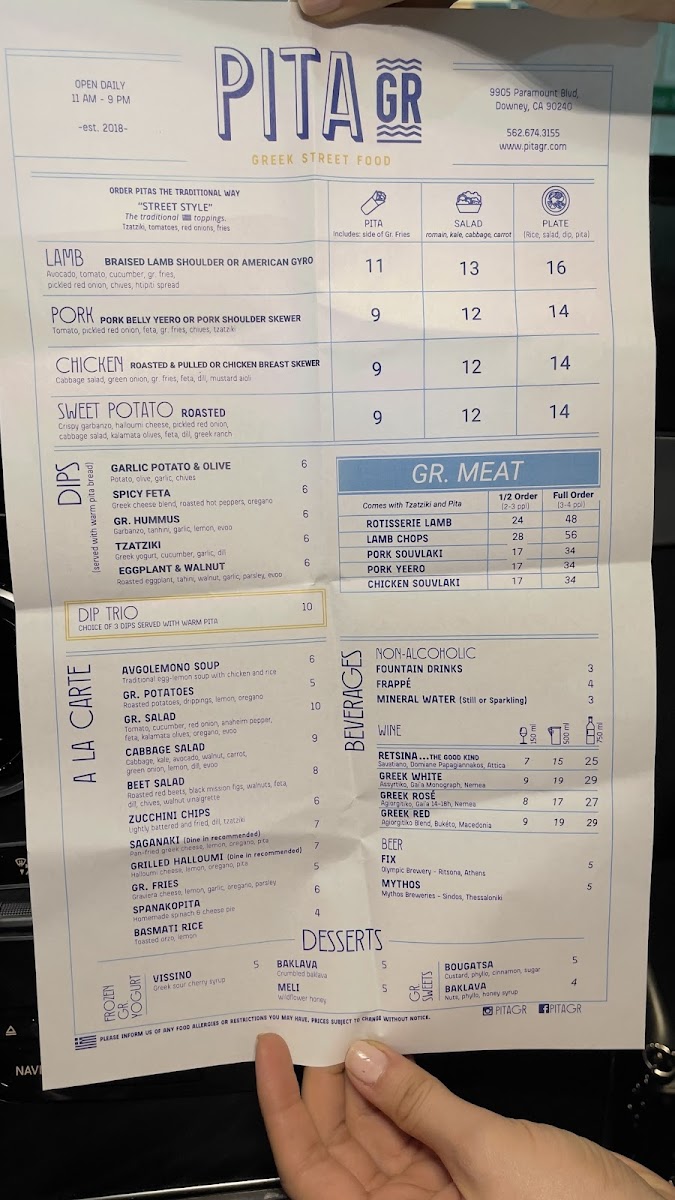 OPEN DAILY
11 AM - 9 PM
-est. 2018-
PITA GR
GREEK STREET FOOD
9905 Paramount Blvd,
Downey, CA 90240
562.674.3155
www.pitagr.com
ORDER PITAS THE TRADITIONAL WAY
"STREET STYLE"
The traditional toppings.
Tzatziki, tomatoes, red onions, fries
PITA
Includes: side of Gr. Fries
SALAD
romain, kale, cabbage, carrot
PLATE
(Rice, salad, dip, pita)
LAMB BRAISED LAMB SHOULDER OR AMERICAN GYRO 11 13 16
Avocado, tomato, cucumber, gr. fries,
pickled red onion, chives, htipiti spread
PORK PORK BELLY YEERO OR PORK SHOULDER SKEWER 9 12 14
Tomato, pickled red onion, feta, gr. fries, chives, tzatziki
CHICKEN ROASTED & PULLED OR CHICKEN BREAST SKEWER 9 12 14
Cabbage salad, green onion, gr. fries, feta, dill, mustard aioli
SWEET POTATO ROASTED 9 12 14
Crispy garbanzo, halloumi cheese, pickled red onion,
cabbage salad, kalamata olives, feta, dill, greek ranch
DIPS
(served with warm pita bread)
GARLIC POTATO & OLIVE 6
Potato, olive, garlic, chives
SPICY FETA 6
Greek cheese blend, roasted hot peppers, oregano
GR. HUMMUS 6
Garbanzo, tanhini, garlic, lemon, evoo
TZATZIKI 6
Greek yogurt, cucumber, garlic, dill
EGGPLANT & WALNUT 6
Roasted eggplant, tahini, walnut, garlic, parsley, evoo
DIP TRIO 10
CHOICE OF 3 DIPS SERVED WITH WARM PITA
GR. MEAT
Comes with Tzatziki and Pita
1/2 Order (2-3 ppl)
Full Order (3-4 ppl)
ROTISSERIE LAMB 24 48
LAMB CHOPS 28 56
PORK SOUVLAKI 17 34
PORK YEERO 17 34
CHICKEN SOUVLAKI 17 34
A LA CARTE
AVGOLEMONO SOUP 6
Traditional egg-lemon soup with chicken and rice
GR. POTATOES 5
Roasted potatoes, drippings, lemon, oregano
GR. SALAD 10
Tomato, cucumber, red onion, anaheim pepper,
feta, kalamata olives, oregano, evoo
CABBAGE SALAD 9
Cabbage, kale, avocado, walnut, carrot,
green onion, lemon, dill, evoo
BEET SALAD 8
Roasted red beets, black mission figs, walnuts, feta,
dill, chives, walnut vinaigrette
ZUCCHINI CHIPS 6
Lightly battered and fried, dill, tzatziki
SAGANAKI (Dine in recommended) 7
Pan-fried greek cheese, lemon, oregano, pita
GRILLED HALLOUMI (Dine in recommended) 7
Halloumi cheese, lemon, oregano, pita
GR. FRIES 5
Graviera cheese, lemon, garlic, oregano, parsley
SPANAKOPITA 6
Homemade spinach & cheese pie
BASMATI RICE 4
Toasted orzo, lemon
BEVERAGES
NON-ALCOHOLIC
FOUNTAIN DRINKS 3
FRAPPÉ 4
MINERAL WATER (Still or Sparkling) 3
WINE 150 ml 500 ml 750 ml
RETSINA...THE GOOD KIND 7 15 25
Savatiano, Domiane Papagiannakos, Attica
GREEK WHITE 9 19 29
Assyrtiko, Gai'a Monograph, Nemea
GREEK ROSÉ 8 17 27
Agiorgitiko, Gai'a 14-18h, Nemea
GREEK RED 9 19 29
Agiorgitiko Blend, Bukéto, Macedonia
BEER
FIX 5
Olympic Brewery - Ritsona, Athens
MYTHOS 5
Mythos Breweries - Sindos, Thessaloniki
DESSERTS
FROZEN GR. YOGURT
VISSINO 5
Greek sour cherry syrup
BAKLAVA 5
Crumbled baklava
MELI 5
Wildflower honey
GR. SWEETS
BOUGATSA 5
Custard, phyllo, cinnamon, sugar
BAKLAVA 4
Nuts, phyllo, honey syrup
PITAGR PITAGR
PLEASE INFORM US OF ANY FOOD ALLERGIES OR RESTRICTIONS YOU MAY HAVE. PRICES SUBJECT TO CHANGE WITHOUT NOTICE.
NAVI